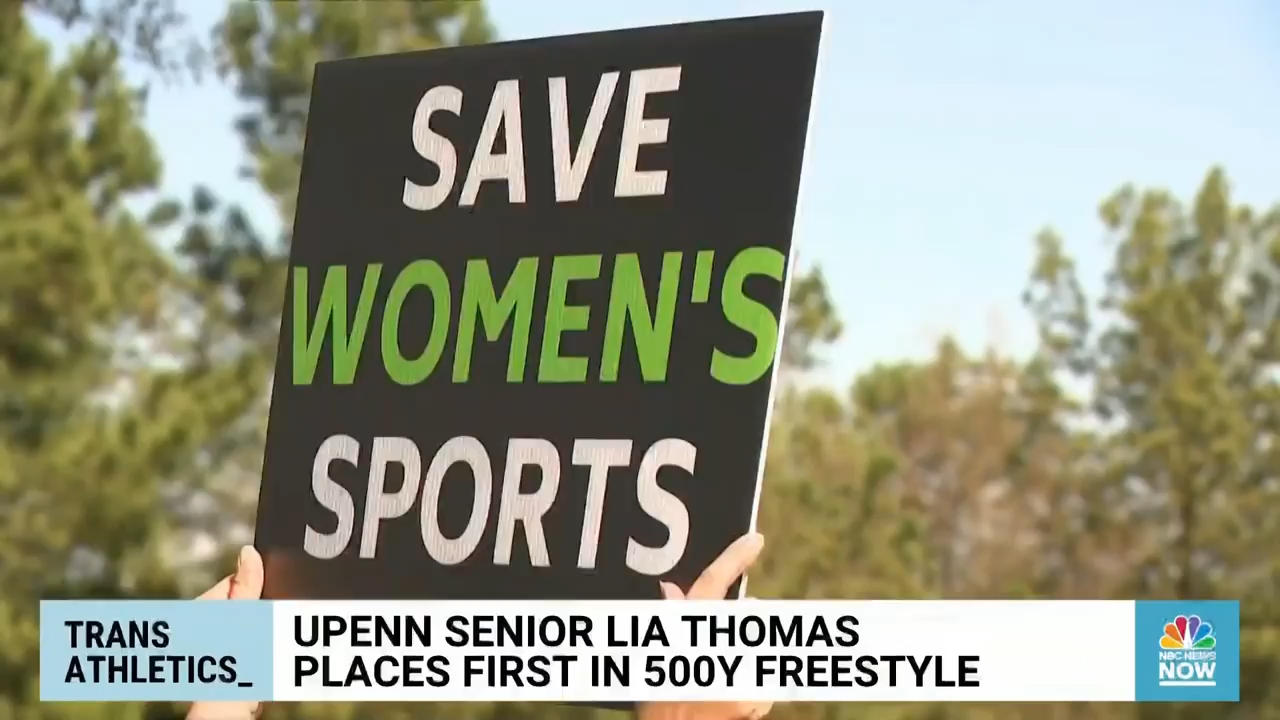 SAVE
WOMEN'S
SPORTS
TRANS
ATHLETICS_
UPENN SENIOR LIA THOMAS
PLACES FIRST IN 500Y FREESTYLE
NBC NEWS
NOW